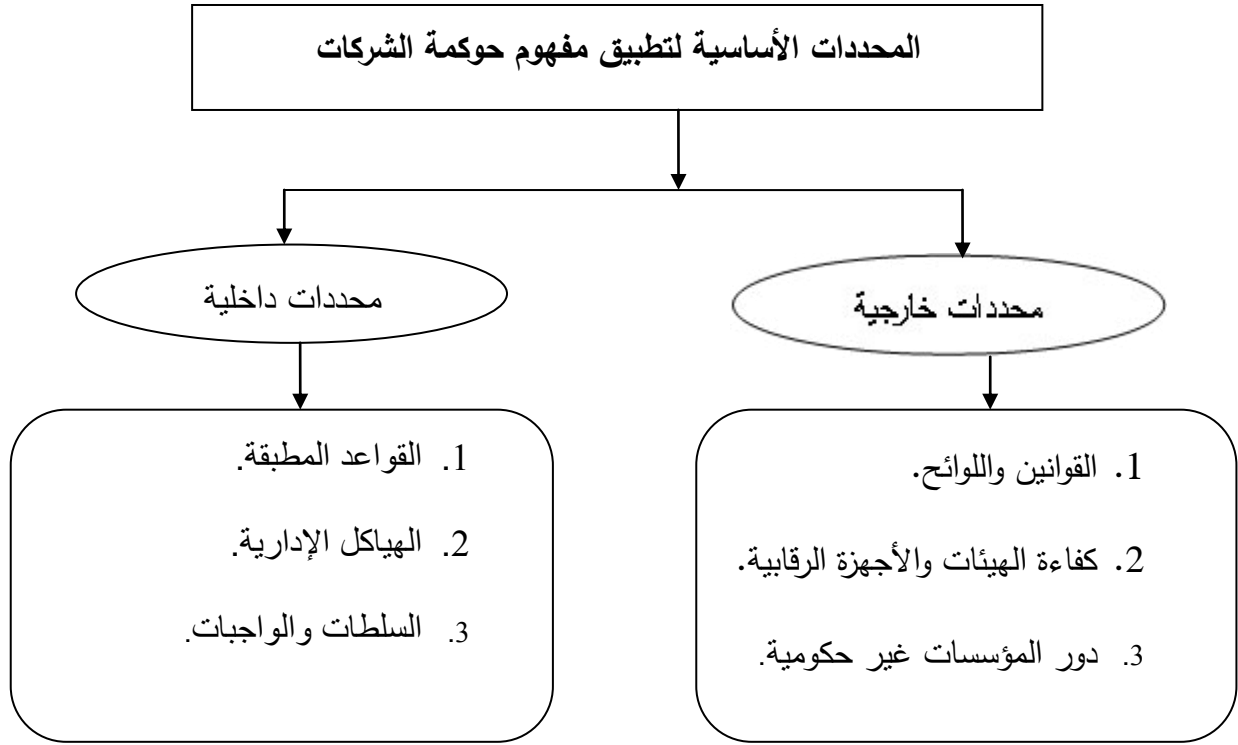 المحددات الأساسية لتطبيق مفهوم حوكمة الشركات
محددات خارجية
محددات داخلية
1. القوانين واللوائح.
2. كفاءة الهيئات والأجهزة الرقابية.
3. دور المؤسسات غير حكومية.
1. القواعد المطبقة.
2. الهياكل الإدارية.
3. السلطات والواجبات.